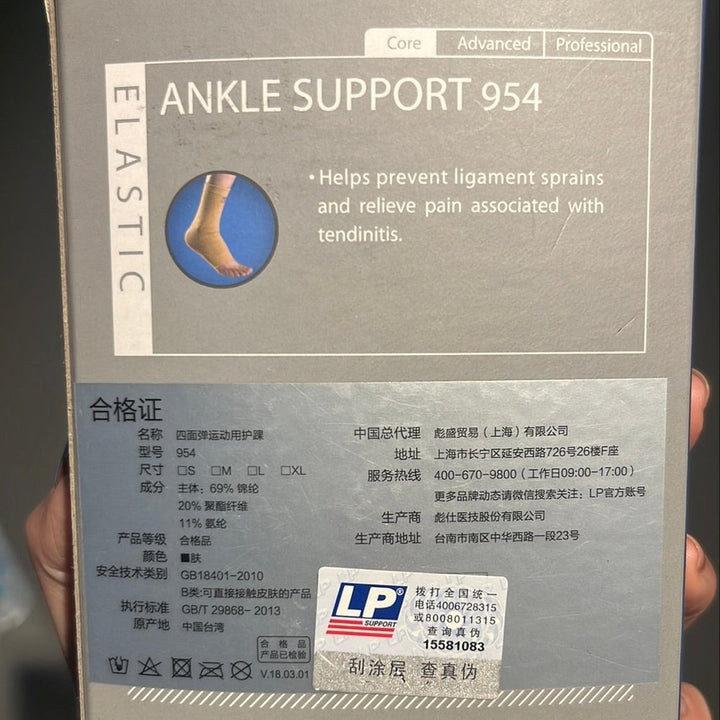 Core Advanced Professional
ELASTIC
ANKLE SUPPORT 954
•Helps prevent ligament sprains
and relieve pain associated with
tendinitis.
合格证
名称 四面弹运动用护踝
型号 954
尺寸 □S □M □L □XL
成分 主体：69% 锦纶
20% 聚酯纤维
11% 氨纶
产品等级 合格品
颜色 ■肤
安全技术类别 GB18401-2010
B类:可直接接触皮肤的产品
执行标准 GB/T 29868-2013
原产地 中国台湾
合格品
产品已检验
V.18.03.01
中国总代理 彪盛贸易（上海）有限公司
地址 上海市长宁区延安西路726号26楼F座
服务热线 400-670-9800（工作日09:00-17:00）
更多品牌动态请微信搜索关注：LP官方账号
生产商 彪仕医技股份有限公司
生产商地址 台南市南区中华西路一段23号
LP®
SUPPORT
拨打全国统一
电话4006728315
或8008011315
查询真伪
15581083
刮涂层 查真伪